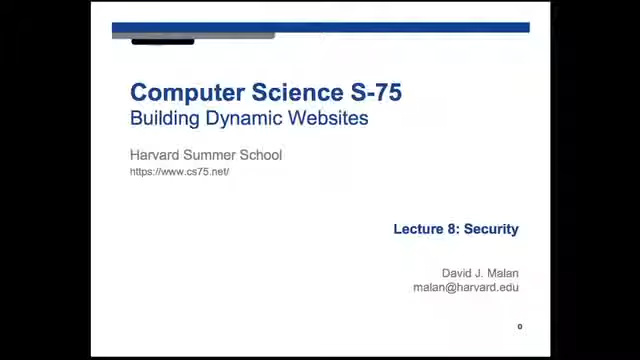 Computer Science S-75
Building Dynamic Websites
Harvard Summer School
https://www.cs75.net/
Lecture 8: Security
David J. Malan
malan@harvard.edu
0